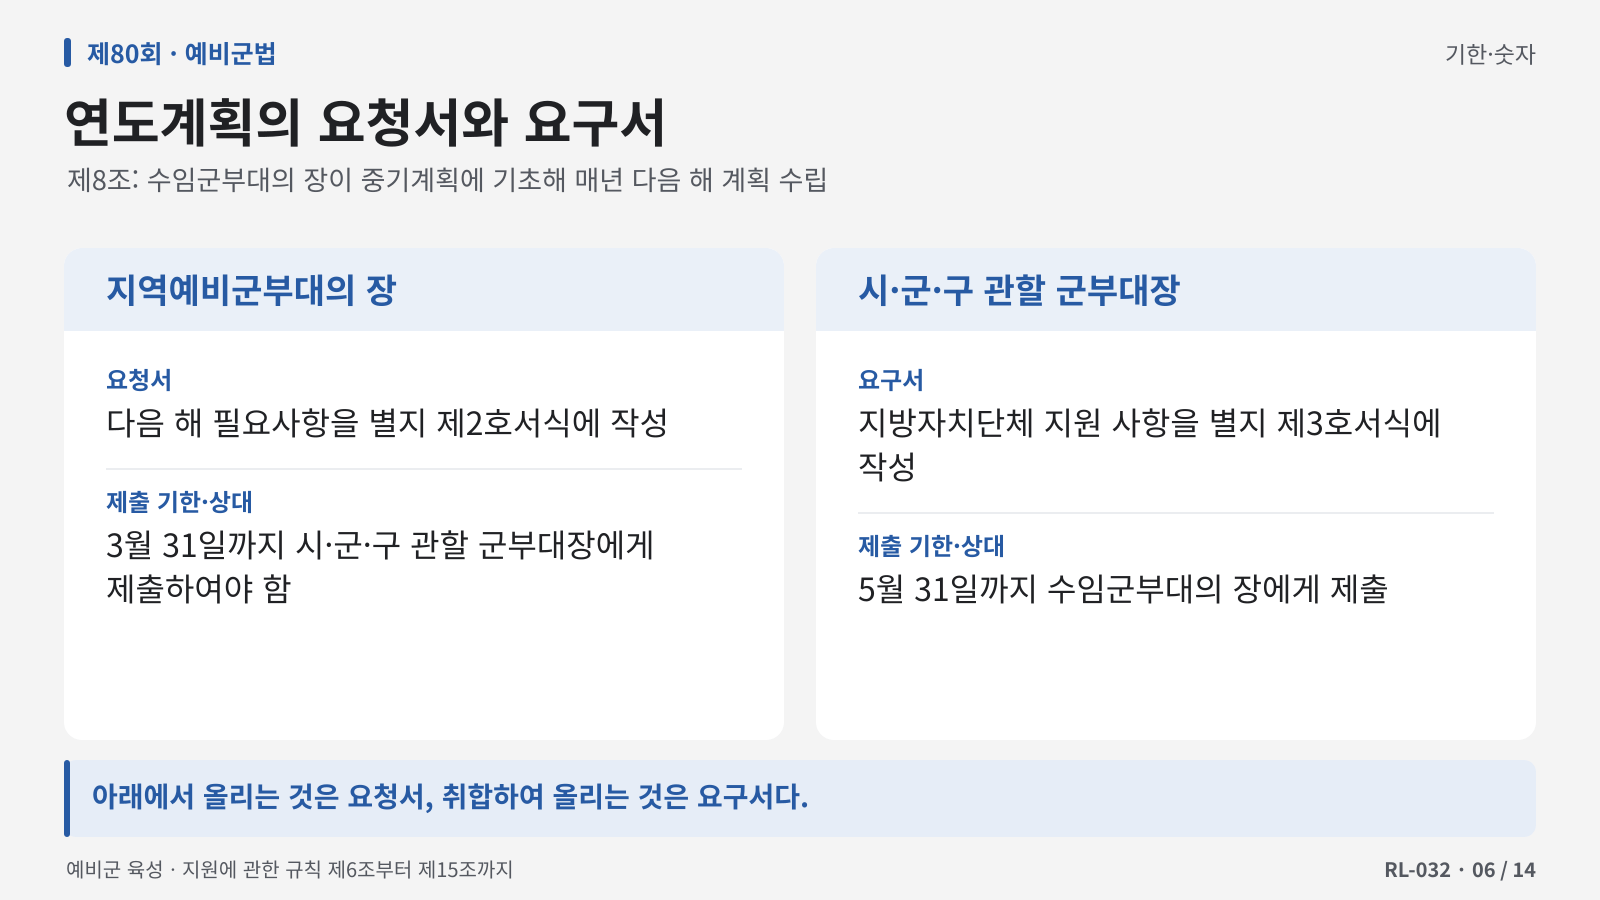 제80회 · 예비군법
기한·숫자
연도계획의 요청서와 요구서
제8조: 수임군부대의 장이 중기계획에 기초해 매년 다음 해 계획 수립
지역예비군부대의 장
요청서
다음 해 필요사항을 별지 제2호서식에 작성
제출 기한·상대
3월 31일까지 시·군·구 관할 군부대장에게
제출하여야 함
시·군·구 관할 군부대장
요구서
지방자치단체 지원 사항을 별지 제3호서식에
작성
제출 기한·상대
5월 31일까지 수임군부대의 장에게 제출
아래에서 올리는 것은 요청서, 취합하여 올리는 것은 요구서다.
예비군 육성 · 지원에 관한 규칙 제6조부터 제15조까지
RL-032 · 06 / 14